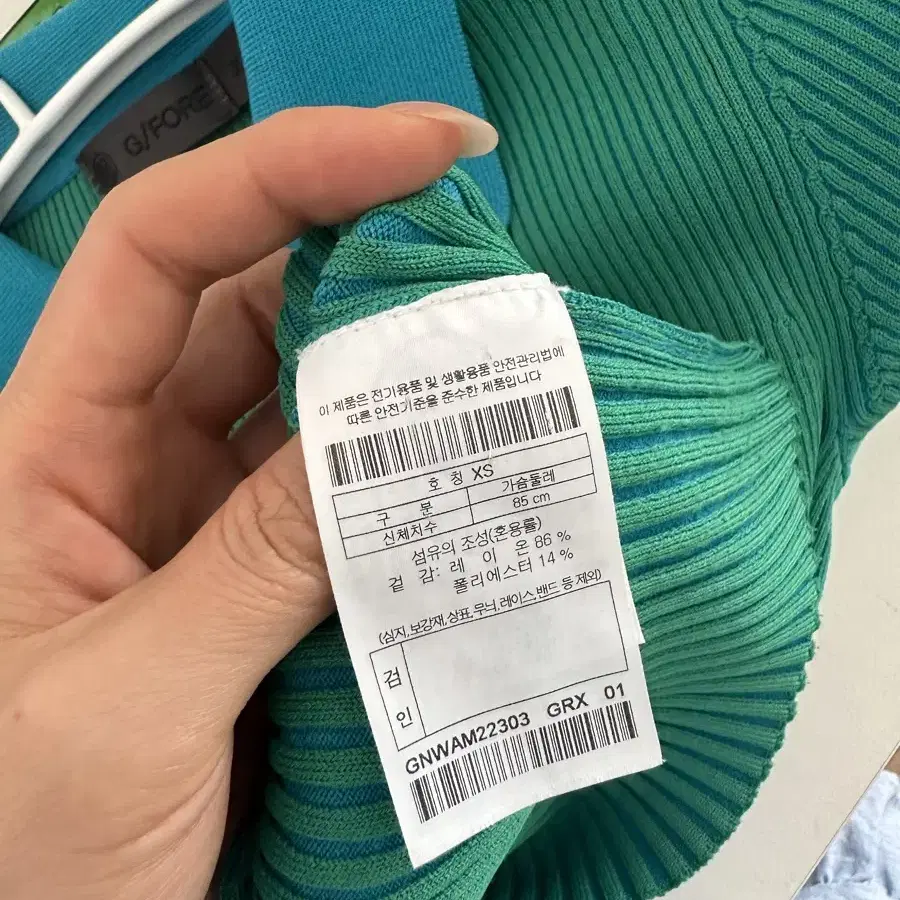 G/FORE
이 제품은 전기용품 및 생활용품 안전관리법에
따른 안전기준을 준수한 제품입니다
호 칭 XS
구 분 가슴둘레
신체치수 85 cm
섬유의 조성(혼용률)
겉 감: 레 이 온 86 %
폴리에스터 14 %
(심지, 보강재, 상표, 무늬, 레이스, 밴드 등 제외)
검
인
GNWAM22303 GRX 01